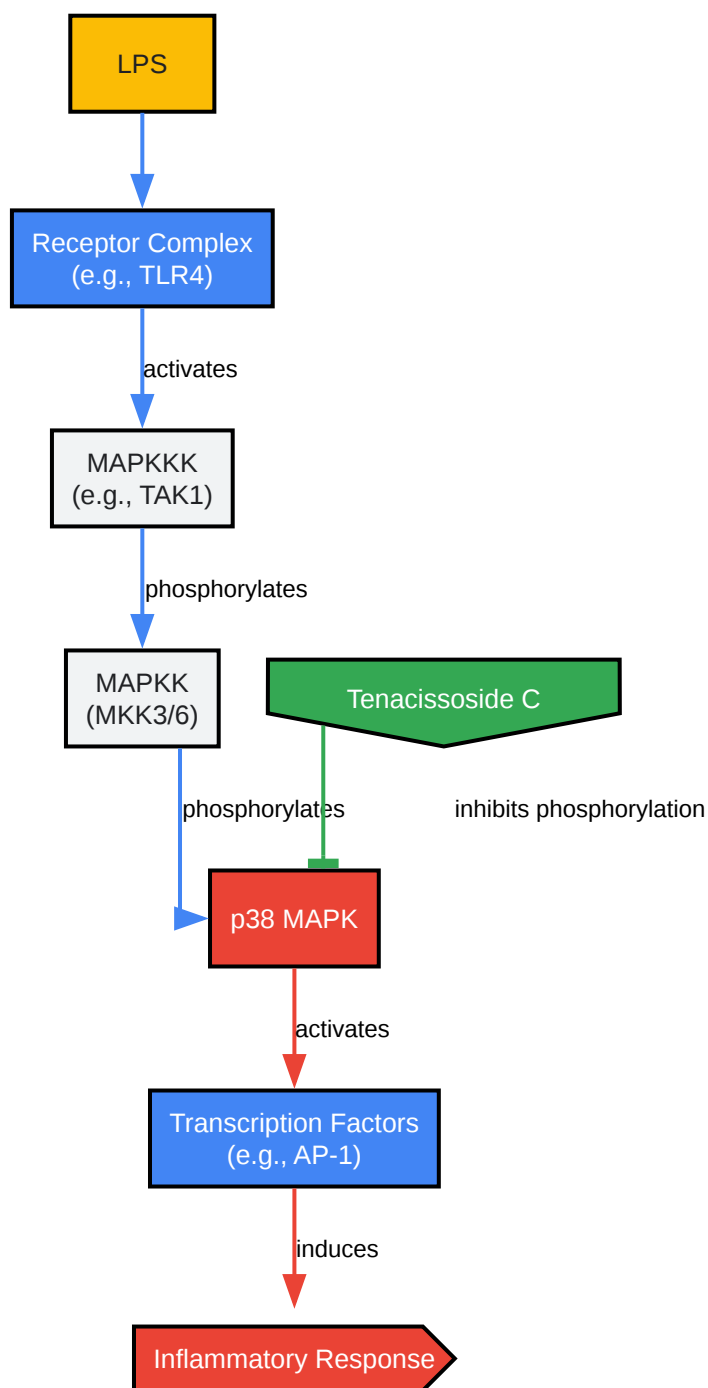 LPS
Receptor Complex
(e.g., TLR4)
activates
MAPKKK
(e.g., TAK1)
phosphorylates
MAPKK
(MKK3/6)
Tenacissoside C
phosphorylates
inhibits phosphorylation
p38 MAPK
activates
Transcription Factors
(e.g., AP-1)
induces
Inflammatory Response